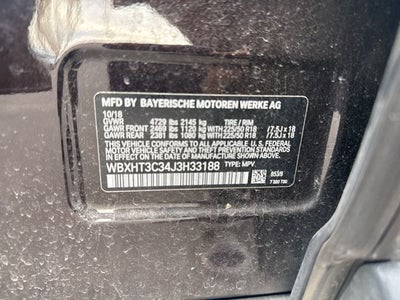 MFD BY BAYERISCHE MOTOREN WERKE AG
10/18
GVWR 4729 lbs 2145 kg TIRE / RIM
GAWR FRONT 2469 lbs 1120 kg WITH 225/50 R18 / 7.5J x 18
GAWR REAR 2381 lbs 1080 kg WITH 225/50 R18 / 7.5J x 18
THIS VEHICLE CONFORMS TO ALL APPLICABLE U.S. FEDERAL
MOTOR VEHICLE SAFETY, BUMPER, AND THEFT PREVENTION
STANDARDS IN EFFECT ON THE DATE OF MANUFACTURE
SHOWN ABOVE.
WBXHT3C34J3H33188 TYPE: MPV